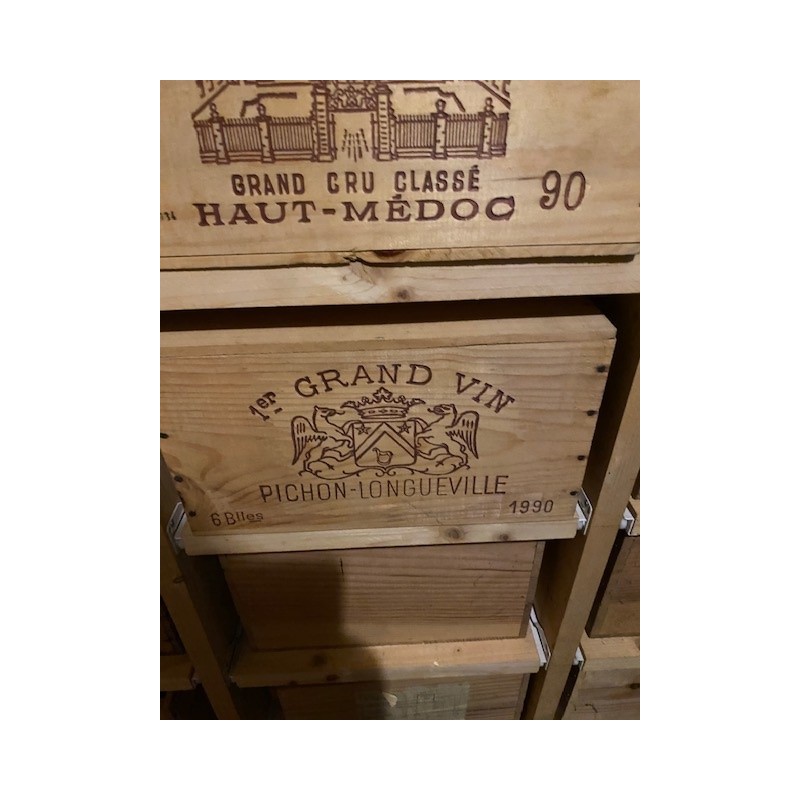 GRAND CRU CLASSÉ
HAUT-MÉDOC 90
1er. GRAND VIN
PICHON-LONGUEVILLE
6 Blles 1990